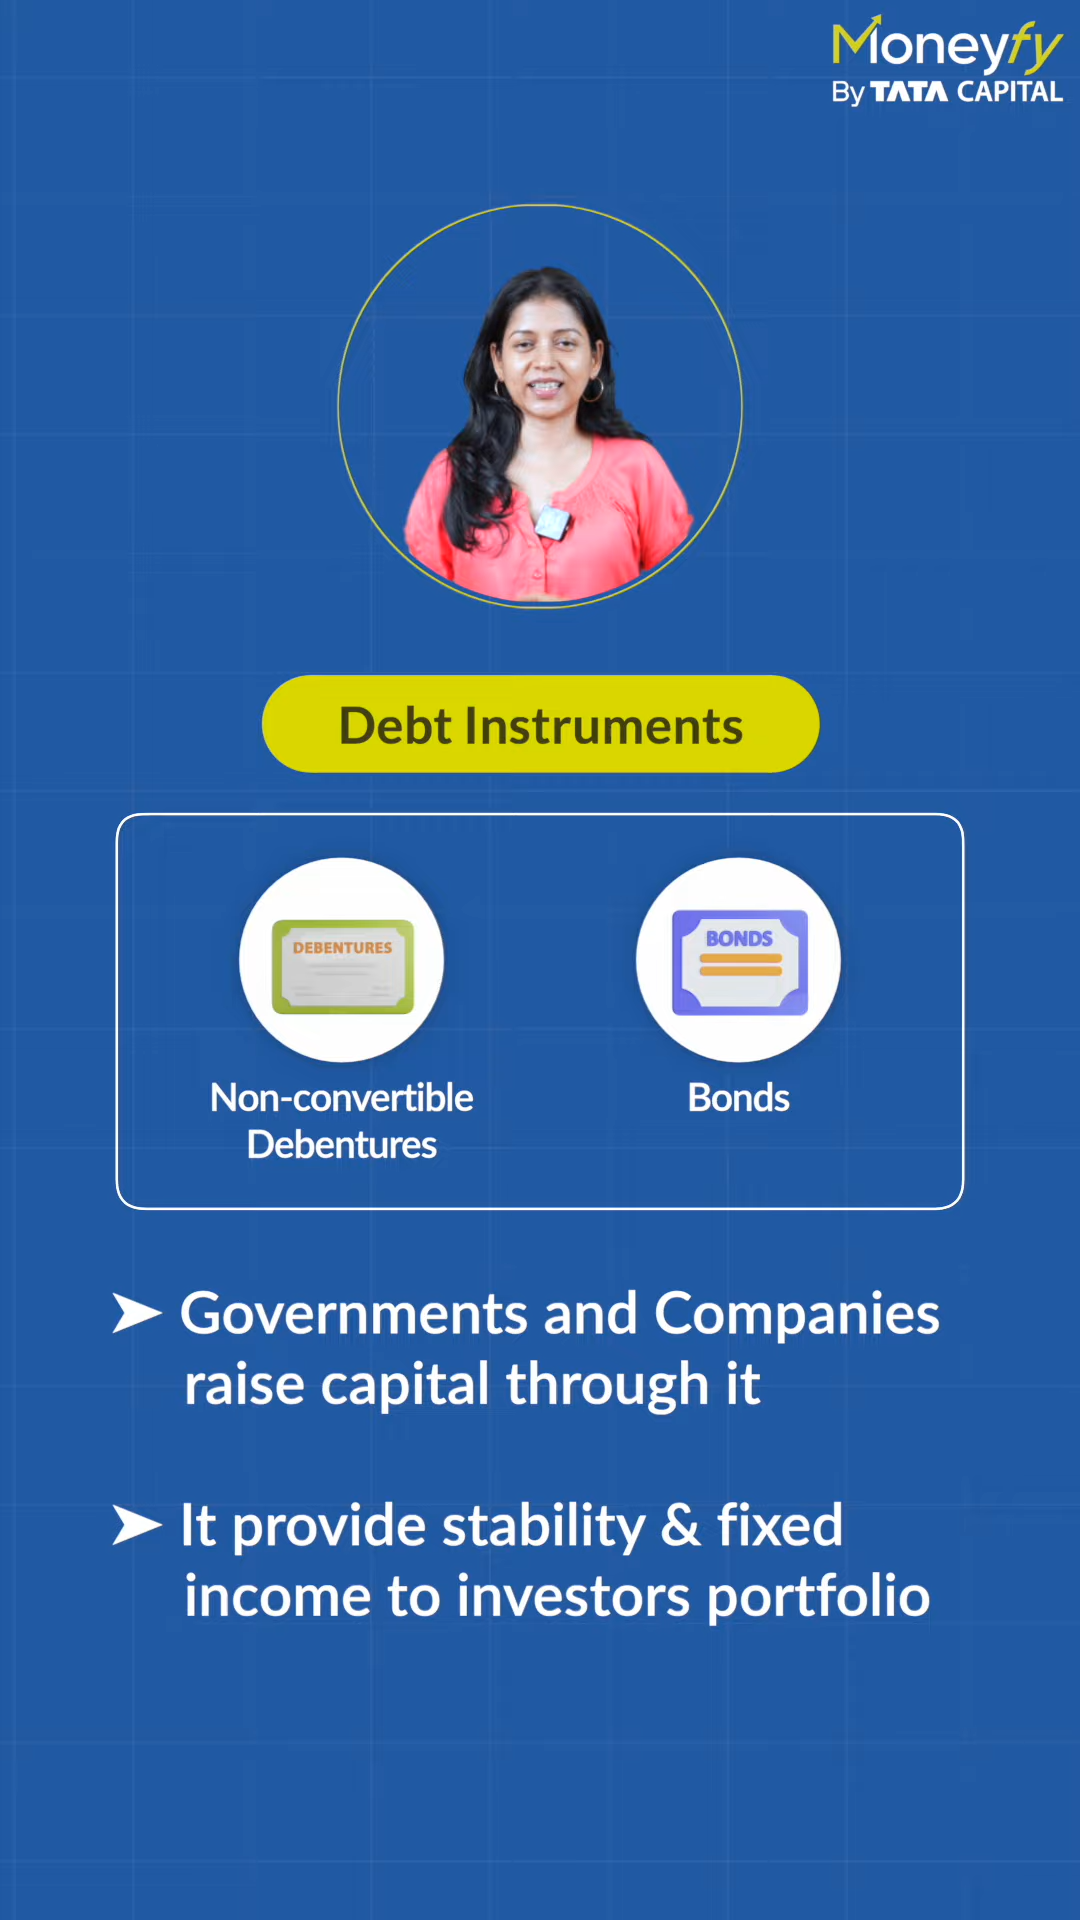 Moneyfy
By TATA CAPITAL
Debt Instruments
DEBENTURES
BONDS
Non-convertible
Debentures
Bonds
➤ Governments and Companies
raise capital through it
➤ It provide stability & fixed
income to investors portfolio